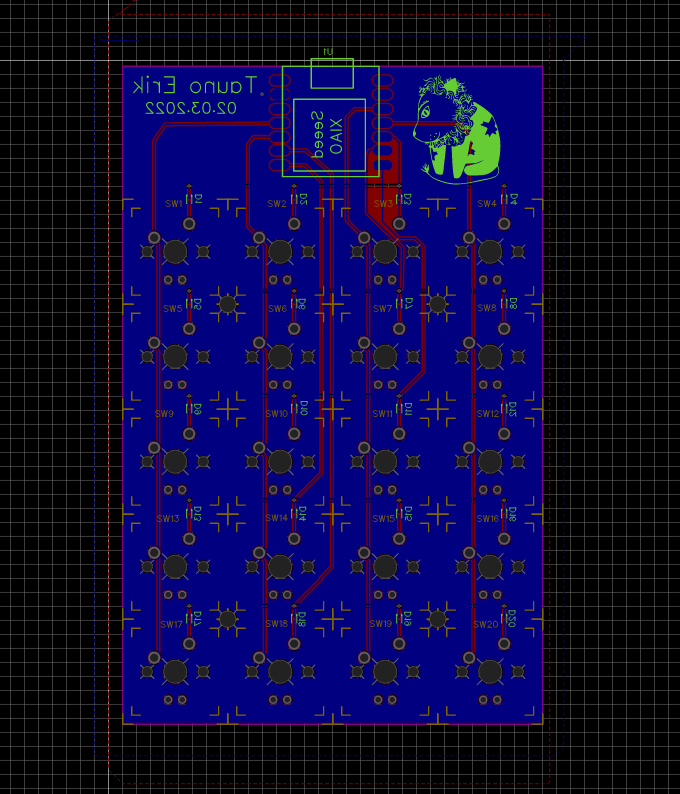 U1
Tauno Erik
02.03.2022
Seeed
XIAO
SW1 D1 SW2 D2 SW3 D3 SW4 D4
SW5 D5 SW6 D6 SW7 D7 SW8 D8
SW9 D9 SW10 D10 SW11 D11 SW12 D12
SW13 D13 SW14 D14 SW15 D15 SW16 D16
SW17 D17 SW18 D18 SW19 D19 SW20 D20